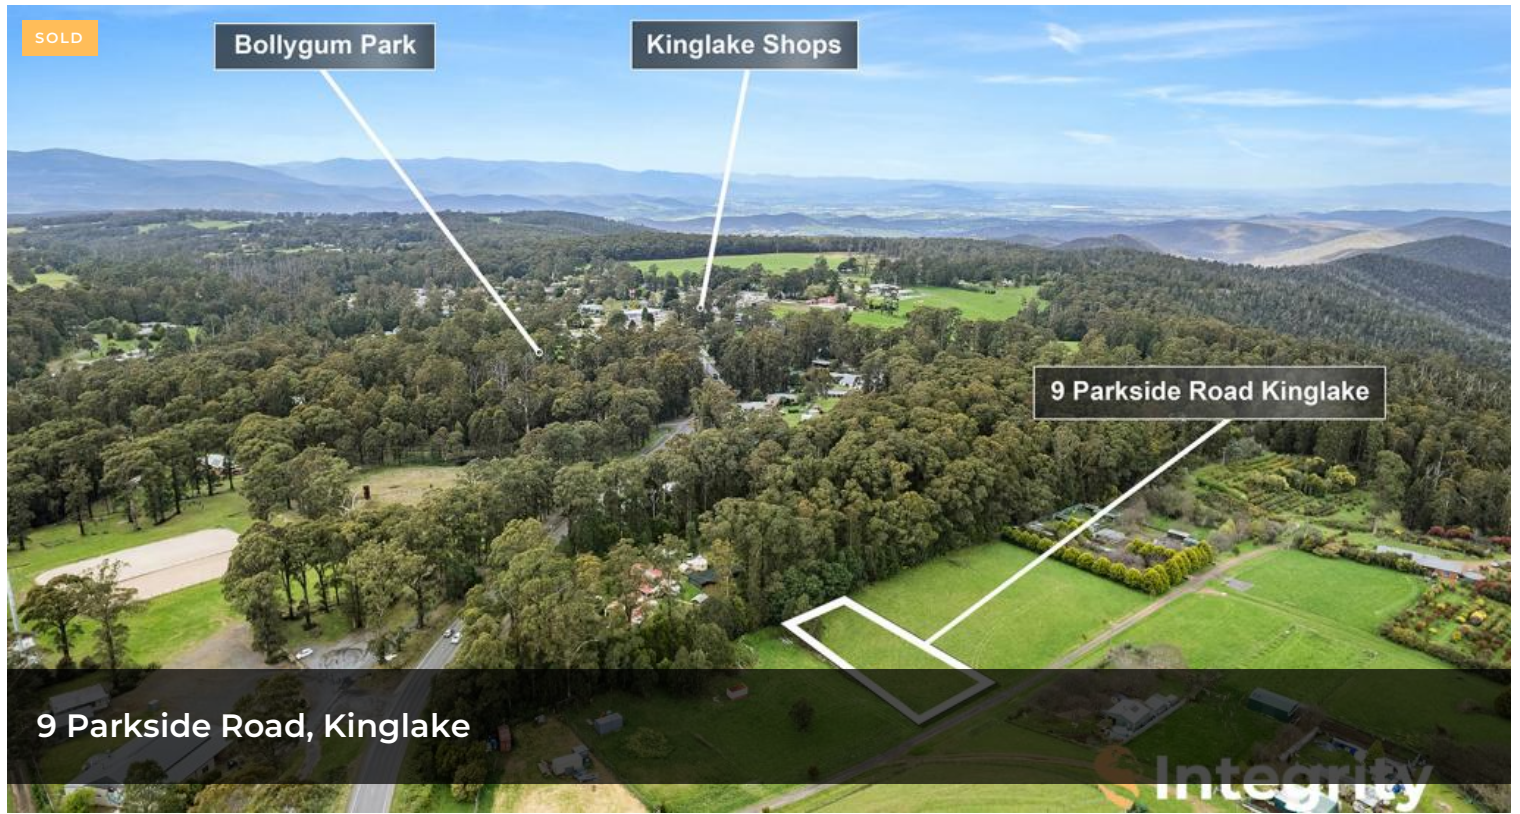 SOLD
Bollygum Park
Kinglake Shops
9 Parkside Road Kinglake
9 Parkside Road, Kinglake
Integrity